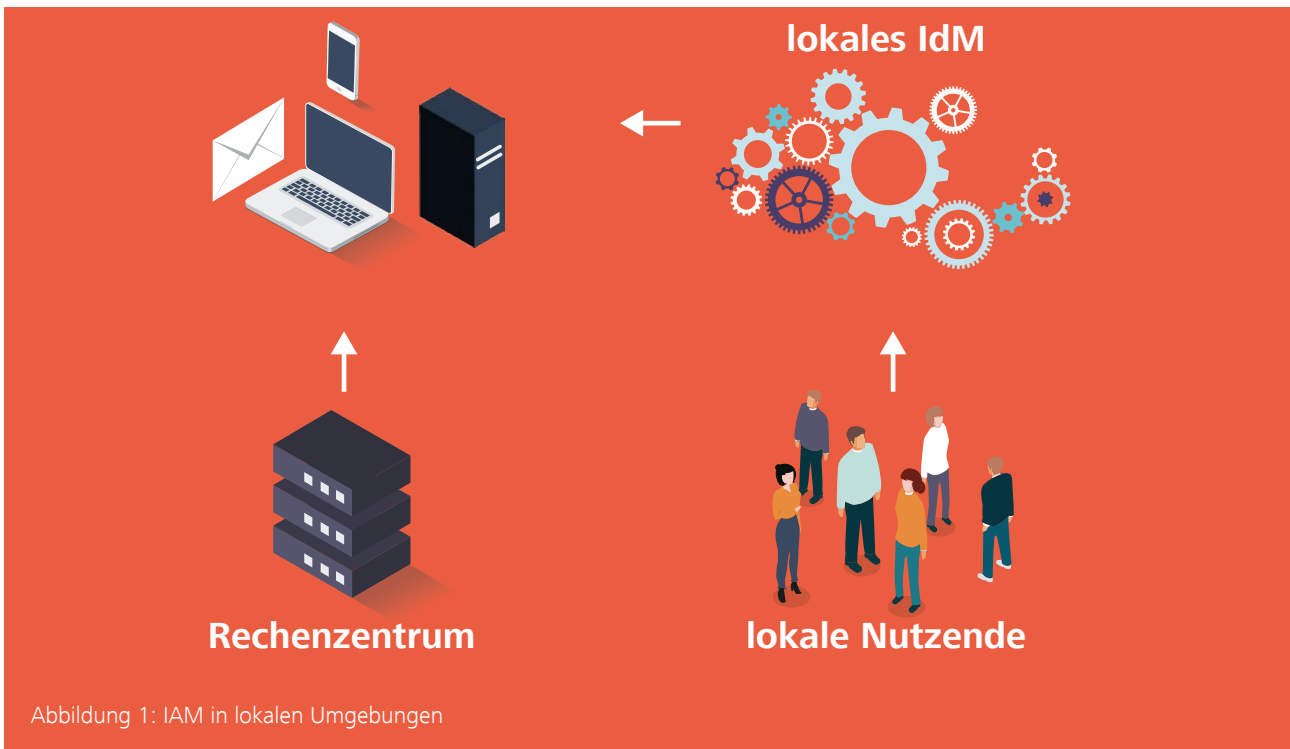 lokales IdM
Rechenzentrum
lokale Nutzende
Abbildung 1: IAM in lokalen Umgebungen